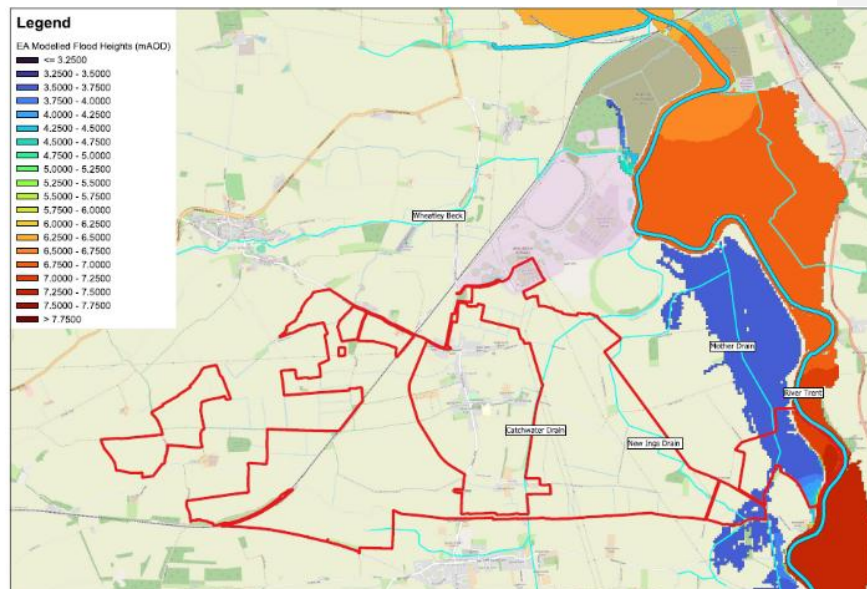 Legend
EA Modelled Flood Heights (mAOD)
<= 3.2500
3.2500 - 3.5000
3.5000 - 3.7500
3.7500 - 4.0000
4.0000 - 4.2500
4.2500 - 4.5000
4.5000 - 4.7500
4.7500 - 5.0000
5.0000 - 5.2500
5.2500 - 5.5000
5.5000 - 5.7500
5.7500 - 6.0000
6.0000 - 6.2500
6.2500 - 6.5000
6.5000 - 6.7500
6.7500 - 7.0000
7.0000 - 7.2500
7.2500 - 7.5000
7.5000 - 7.7500
> 7.7500
Wheatley Beck
Mother Drain
River Trent
Catchwater Drain
New Ings Drain